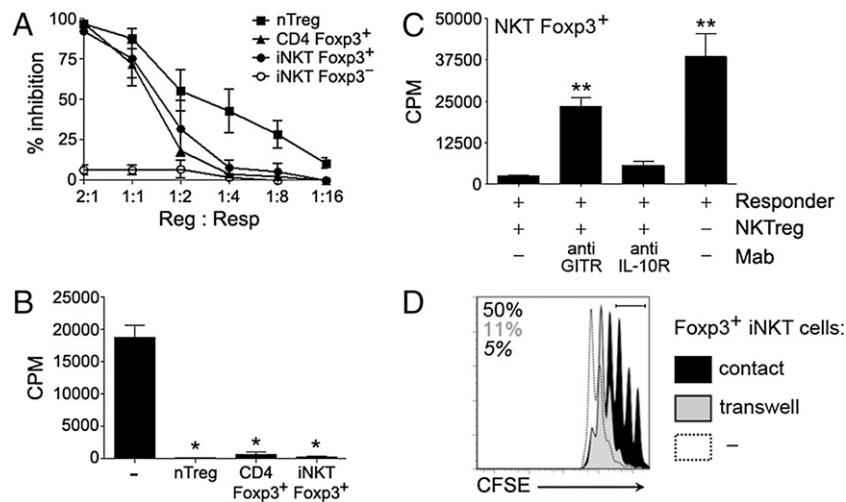 A
nTreg
CD4 Foxp3+
iNKT Foxp3+
iNKT Foxp3−
100
75
50
25
0
% inhibition
2:1 1:1 1:2 1:4 1:8 1:16
Reg : Resp
B
25000
20000
15000
10000
5000
0
CPM
* * *
– nTreg CD4 Foxp3+ iNKT Foxp3+
C
NKT Foxp3+
50000
37500
25000
12500
0
CPM
** **
+ + + + Responder
+ + + – NKTreg
– anti GITR anti IL-10R – Mab
D
50%
11%
5%
CFSE
Foxp3+ iNKT cells:
contact
transwell
–